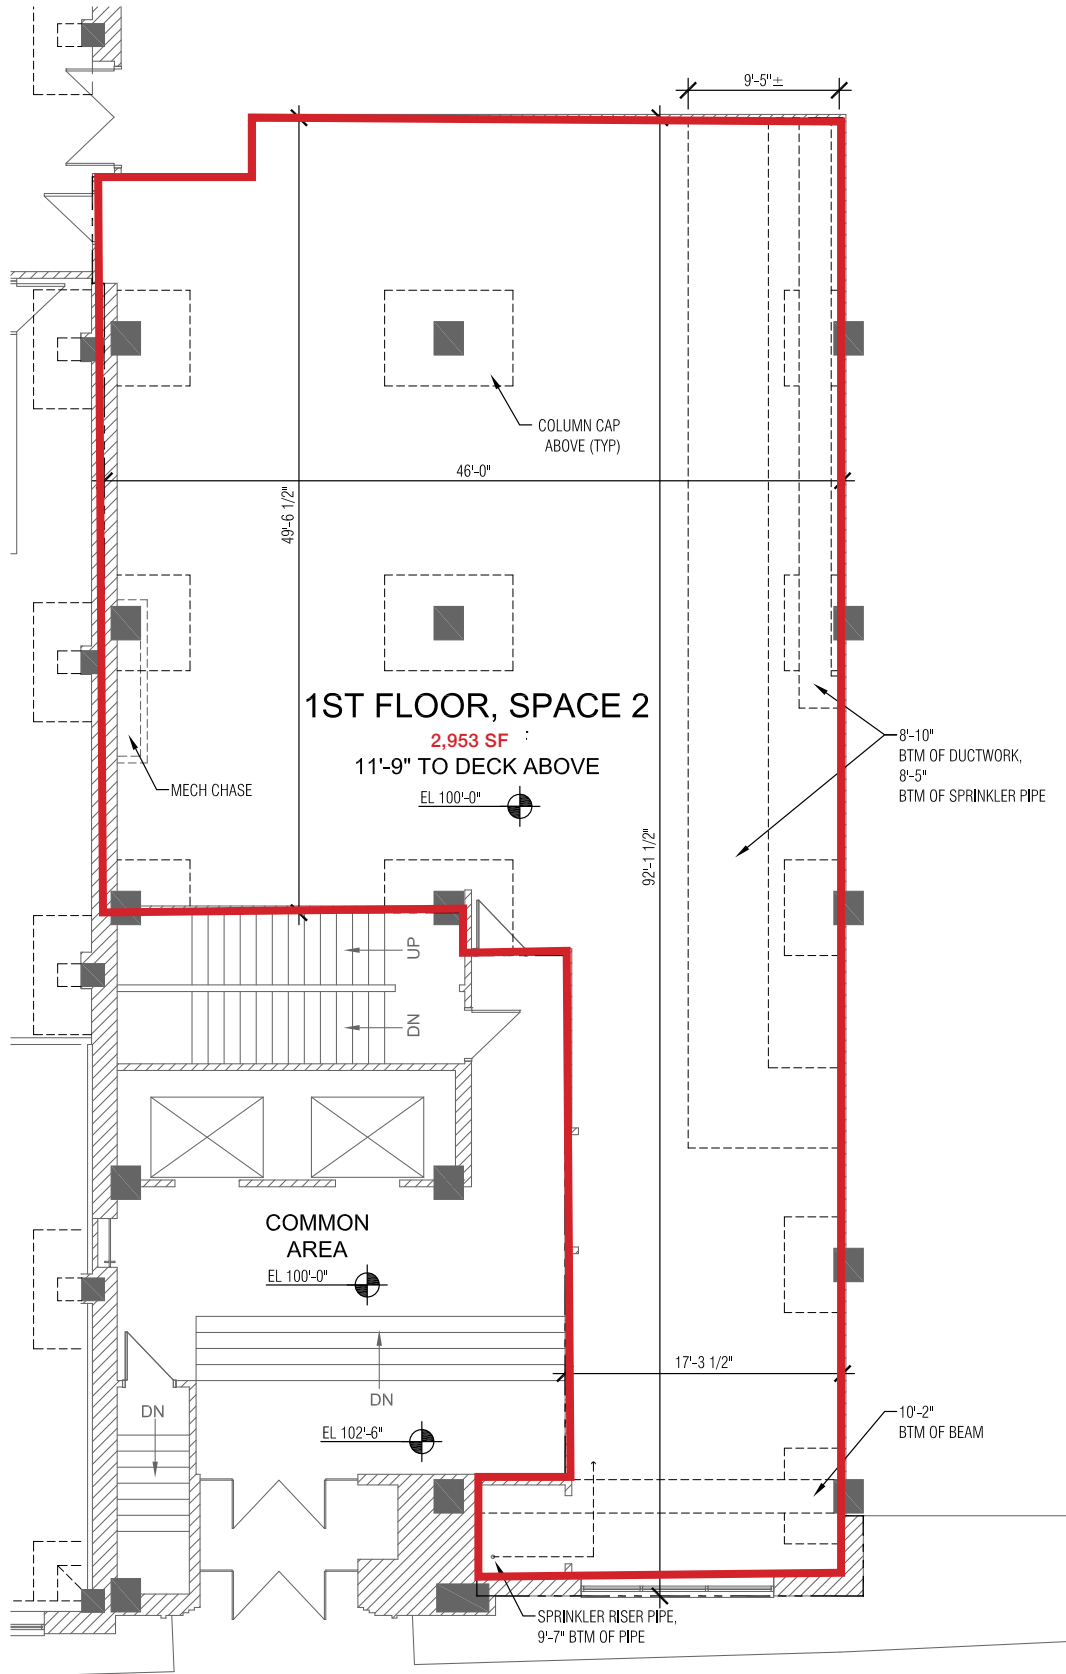 9'-5"±
COLUMN CAP
ABOVE (TYP)
46'-0"
49'-6 1/2"
1ST FLOOR, SPACE 2
2,953 SF :
11'-9" TO DECK ABOVE
EL 100'-0"
MECH CHASE
8'-10"
BTM OF DUCTWORK,
8'-5"
BTM OF SPRINKLER PIPE
92'-1 1/2"
UP
DN
COMMON
AREA
EL 100'-0"
17'-3 1/2"
DN
DN
EL 102'-6"
10'-2"
BTM OF BEAM
SPRINKLER RISER PIPE,
9'-7" BTM OF PIPE